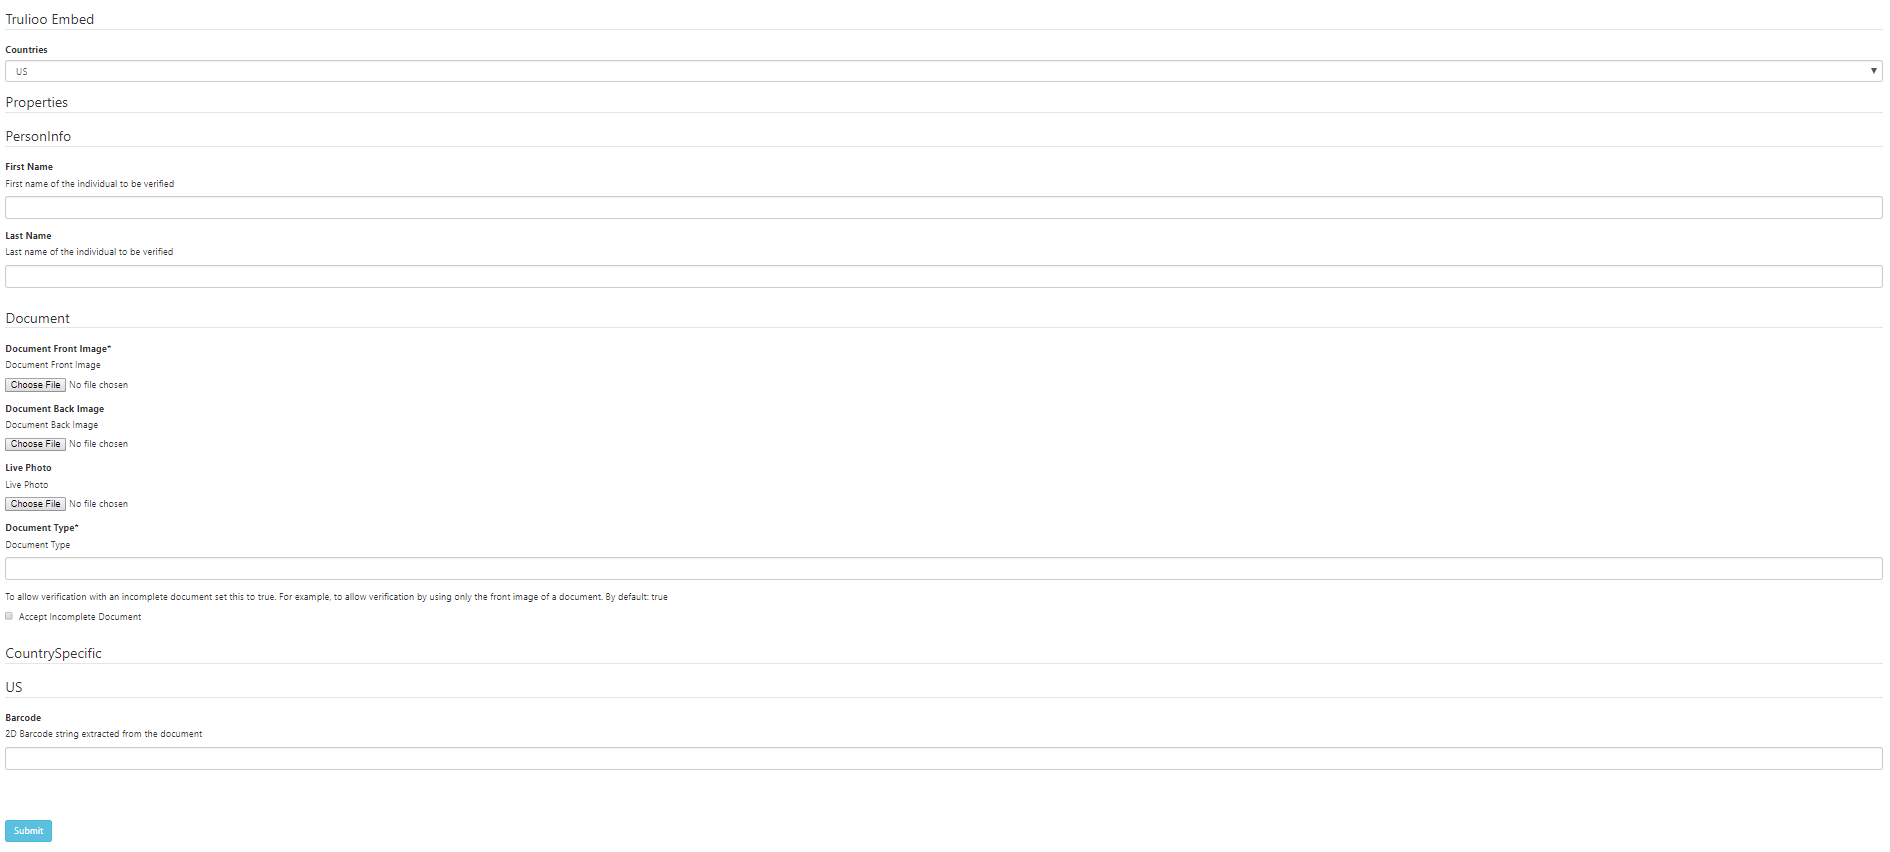 Trulioo Embed
Countries
US
Properties
PersonInfo
First Name
First name of the individual to be verified
Last Name
Last name of the individual to be verified
Document
Document Front Image*
Document Front Image
Choose File No file chosen
Document Back Image
Document Back Image
Choose File No file chosen
Live Photo
Live Photo
Choose File No file chosen
Document Type*
Document Type
To allow verification with an incomplete document set this to true. For example, to allow verification by using only the front image of a document. By default: true
Accept Incomplete Document
CountrySpecific
US
Barcode
2D Barcode string extracted from the document
Submit